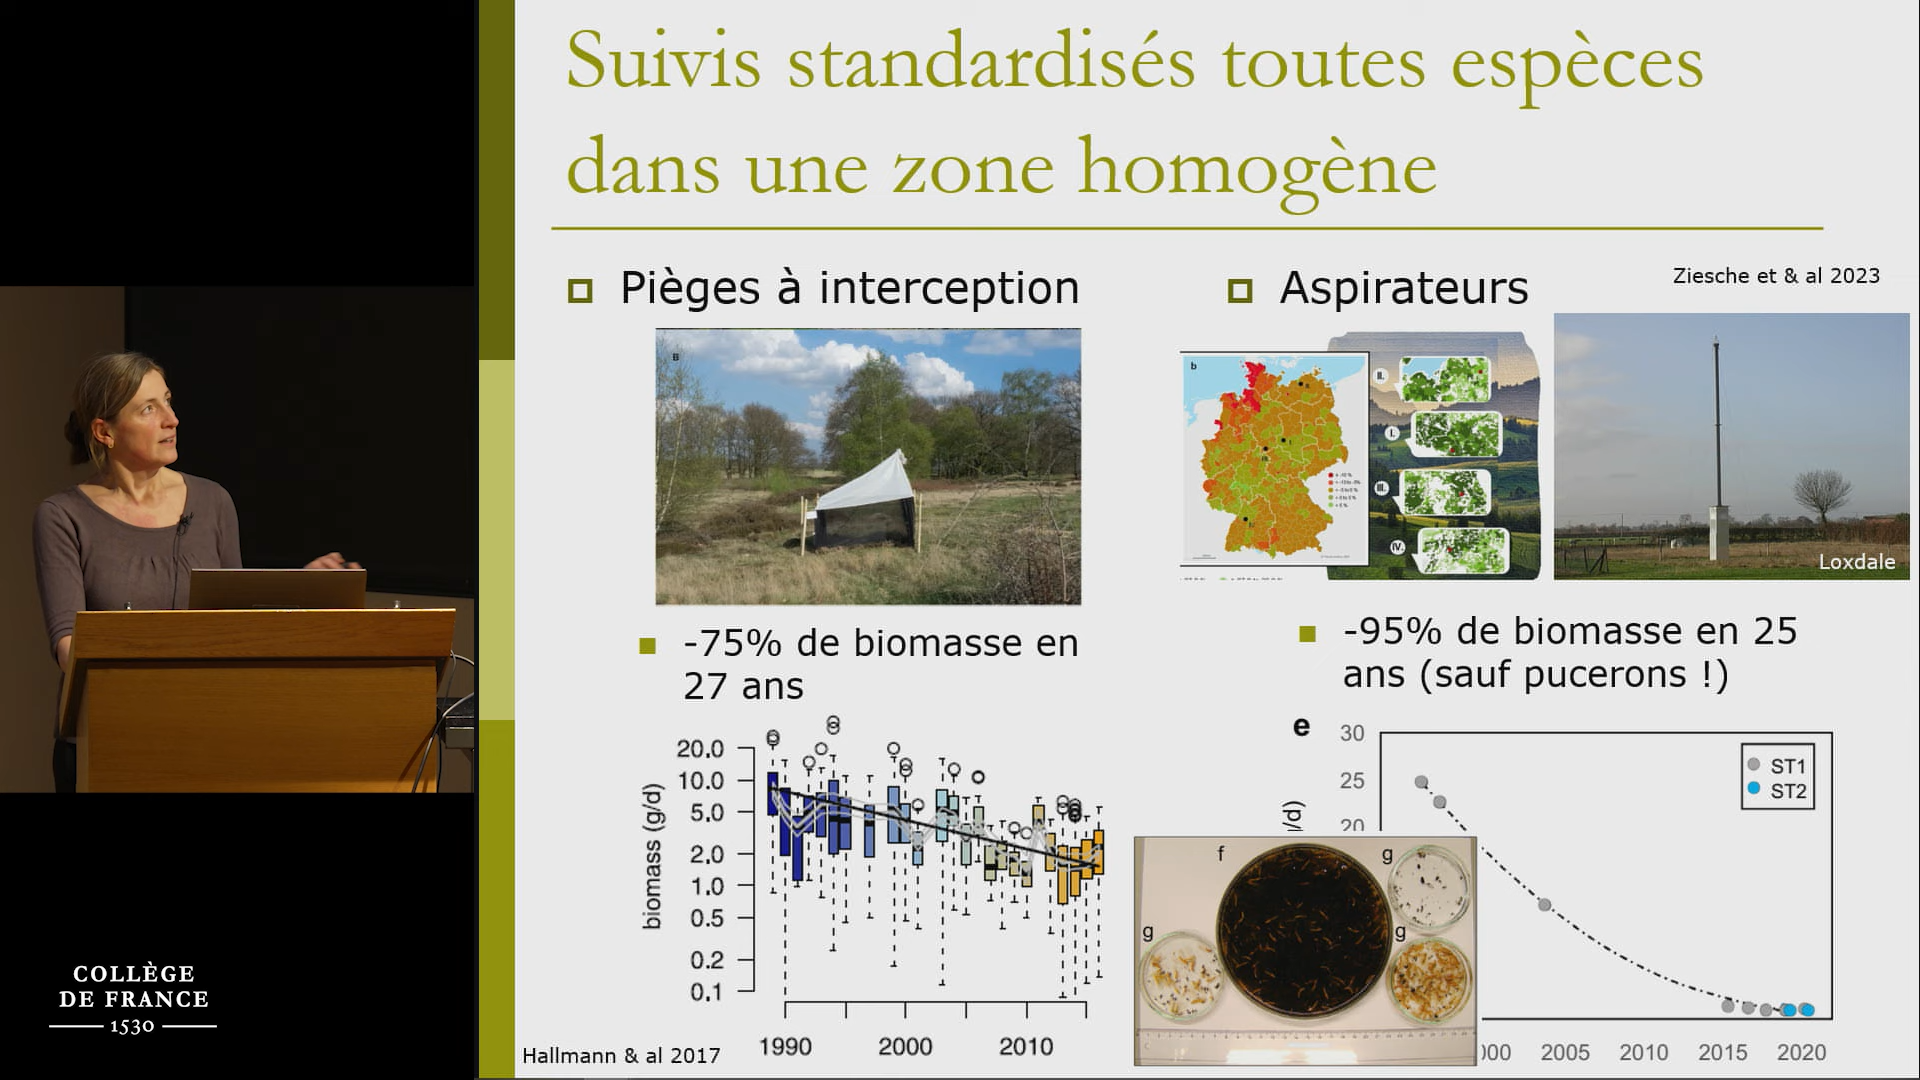 Suivis standardisés toutes espèces
dans une zone homogène
Pièges à interception
B
-75% de biomasse en
27 ans
20.0
10.0
5.0
2.0
1.0
0.5
0.2
0.1
biomass (g/d)
1990
2000
2010
Hallmann & al 2017
Aspirateurs
Ziesche et & al 2023
b
II.
I.
III.
IV.
Loxdale
-95% de biomasse en 25
ans (sauf pucerons !)
e
30
25
20
/d)
ST1
ST2
f
g
g
g
000
2005
2010
2015
2020
COLLÈGE
DE FRANCE
1530